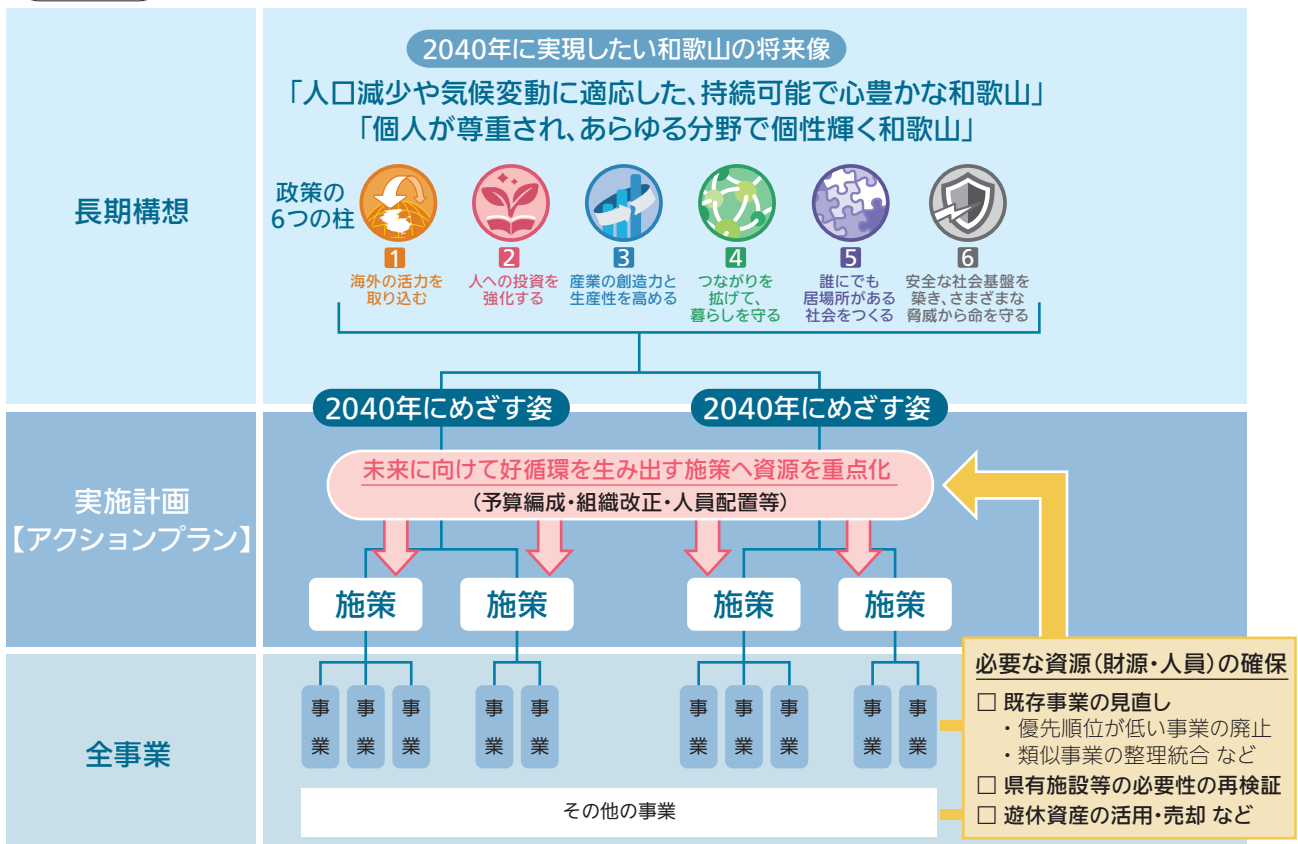 2040年に実現したい和歌山の将来像
「人口減少や気候変動に適応した、持続可能で心豊かな和歌山」
「個人が尊重され、あらゆる分野で個性輝く和歌山」
長期構想
政策の
6つの柱
1
海外の活力を
取り込む
2
人への投資を
強化する
3
産業の創造力と
生産性を高める
4
つながりを
拡げて、
暮らしを守る
5
誰にでも
居場所がある
社会をつくる
6
安全な社会基盤を
築き、さまざまな
脅威から命を守る
2040年にめざす姿
2040年にめざす姿
実施計画
【アクションプラン】
未来に向けて好循環を生み出す施策へ資源を重点化
(予算編成・組織改正・人員配置等)
施策
施策
施策
施策
全事業
事業
事業
事業
事業
事業
事業
事業
事業
事業
事業
その他の事業
必要な資源(財源・人員)の確保
□ 既存事業の見直し
・優先順位が低い事業の廃止
・類似事業の整理統合 など
□ 県有施設等の必要性の再検証
□ 遊休資産の活用・売却 など